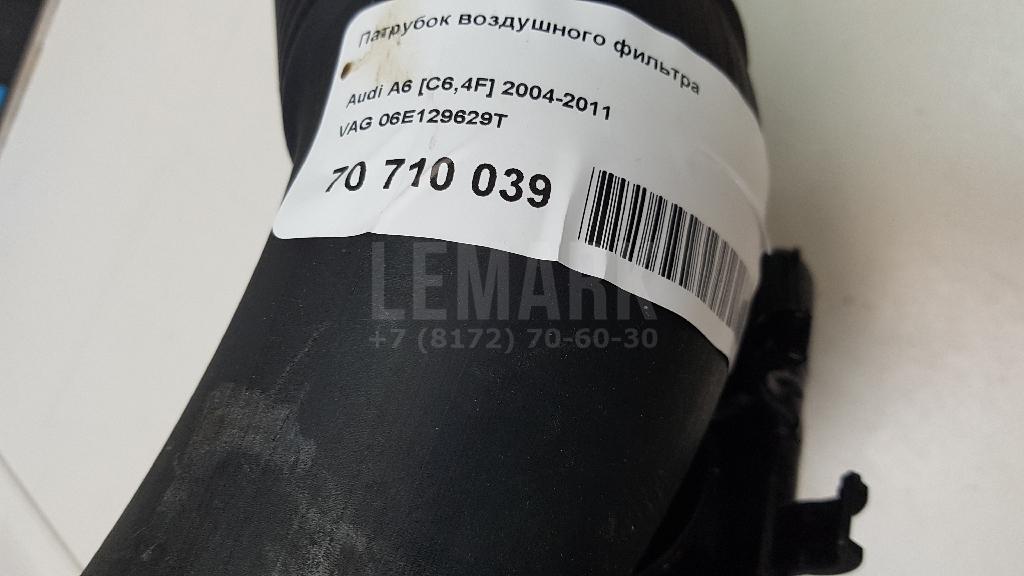 Патрубок воздушного фильтра
Audi A6 [C6,4F] 2004-2011
VAG 06E129629T
70 710 039
LEMARK
+7 (8172) 70-60-30